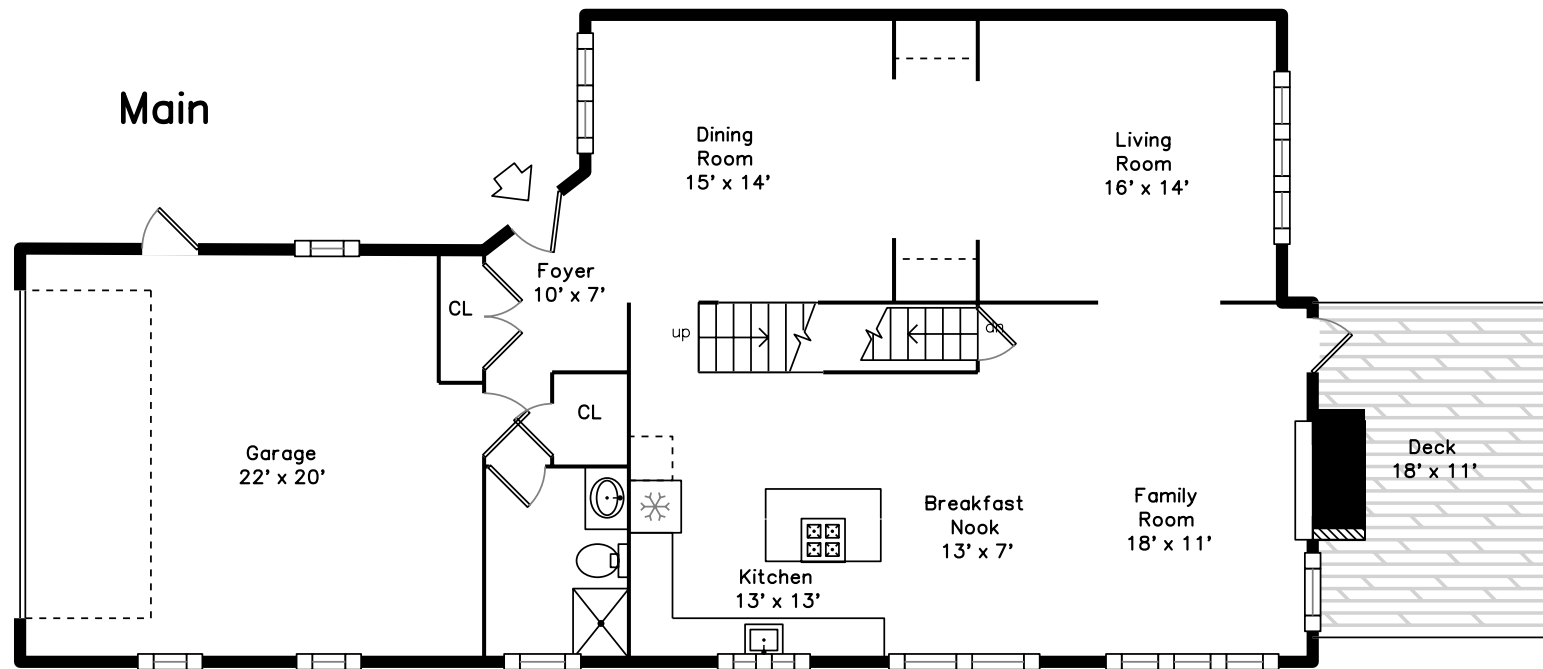 Main
Dining
Room
15' x 14'
Living
Room
16' x 14'
Foyer
10' x 7'
CL
up
dn
CL
Garage
22' x 20'
Deck
18' x 11'
Breakfast
Nook
13' x 7'
Family
Room
18' x 11'
Kitchen
13' x 13'